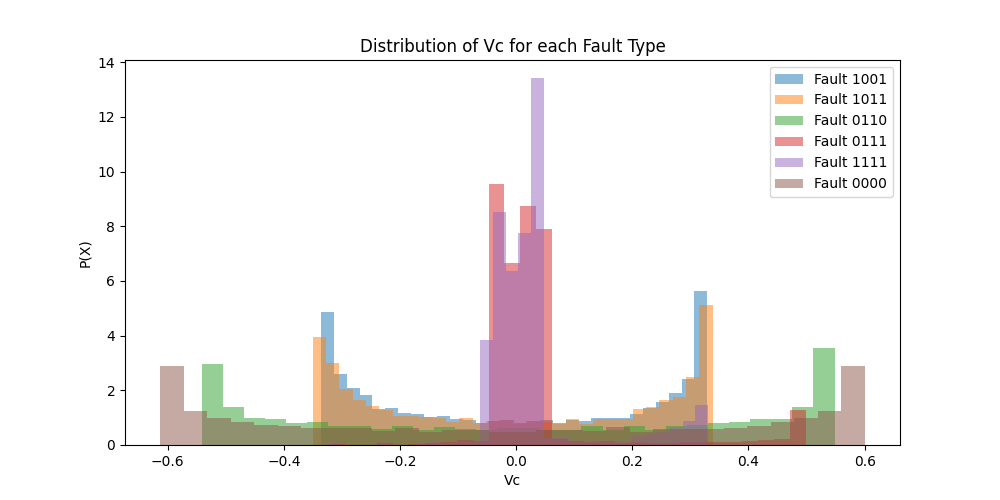 Distribution of Vc for each Fault Type
14
12
10
8
6
4
2
0
P(X)
−0.6
−0.4
−0.2
0.0
0.2
0.4
0.6
Vc
Fault 1001
Fault 1011
Fault 0110
Fault 0111
Fault 1111
Fault 0000